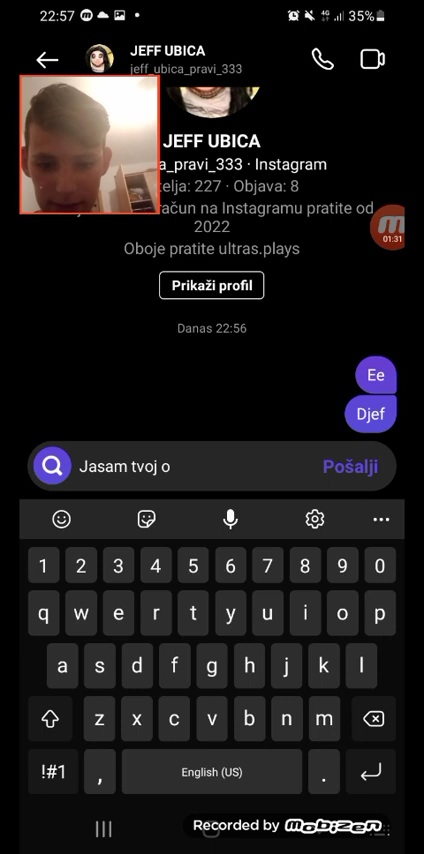 22:57
4G
35%
JEFF UBICA
jeff_ubica_pravi_333
JEFF UBICA
a_pravi_333 · Instagram
telja: 227 · Objava: 8
račun na Instagramu pratite od
2022
Oboje pratite ultras.plays
01:31
Prikaži profil
Danas 22:56
Ee
Djef
Jasam tvoj o
Pošalji
1 2 3 4 5 6 7 8 9 0
q w e r t y u i o p
a s d f g h j k l
z x c v b n m
!#1 , English (US) .
Recorded by mobizen